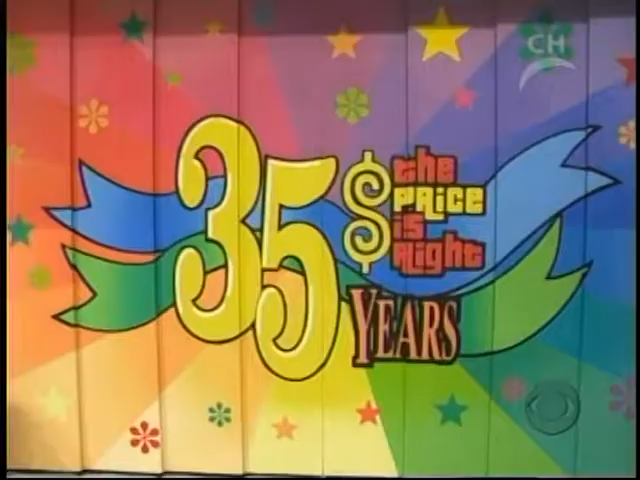 CH
35
$ the
PRiCE
is
Right
YEARS